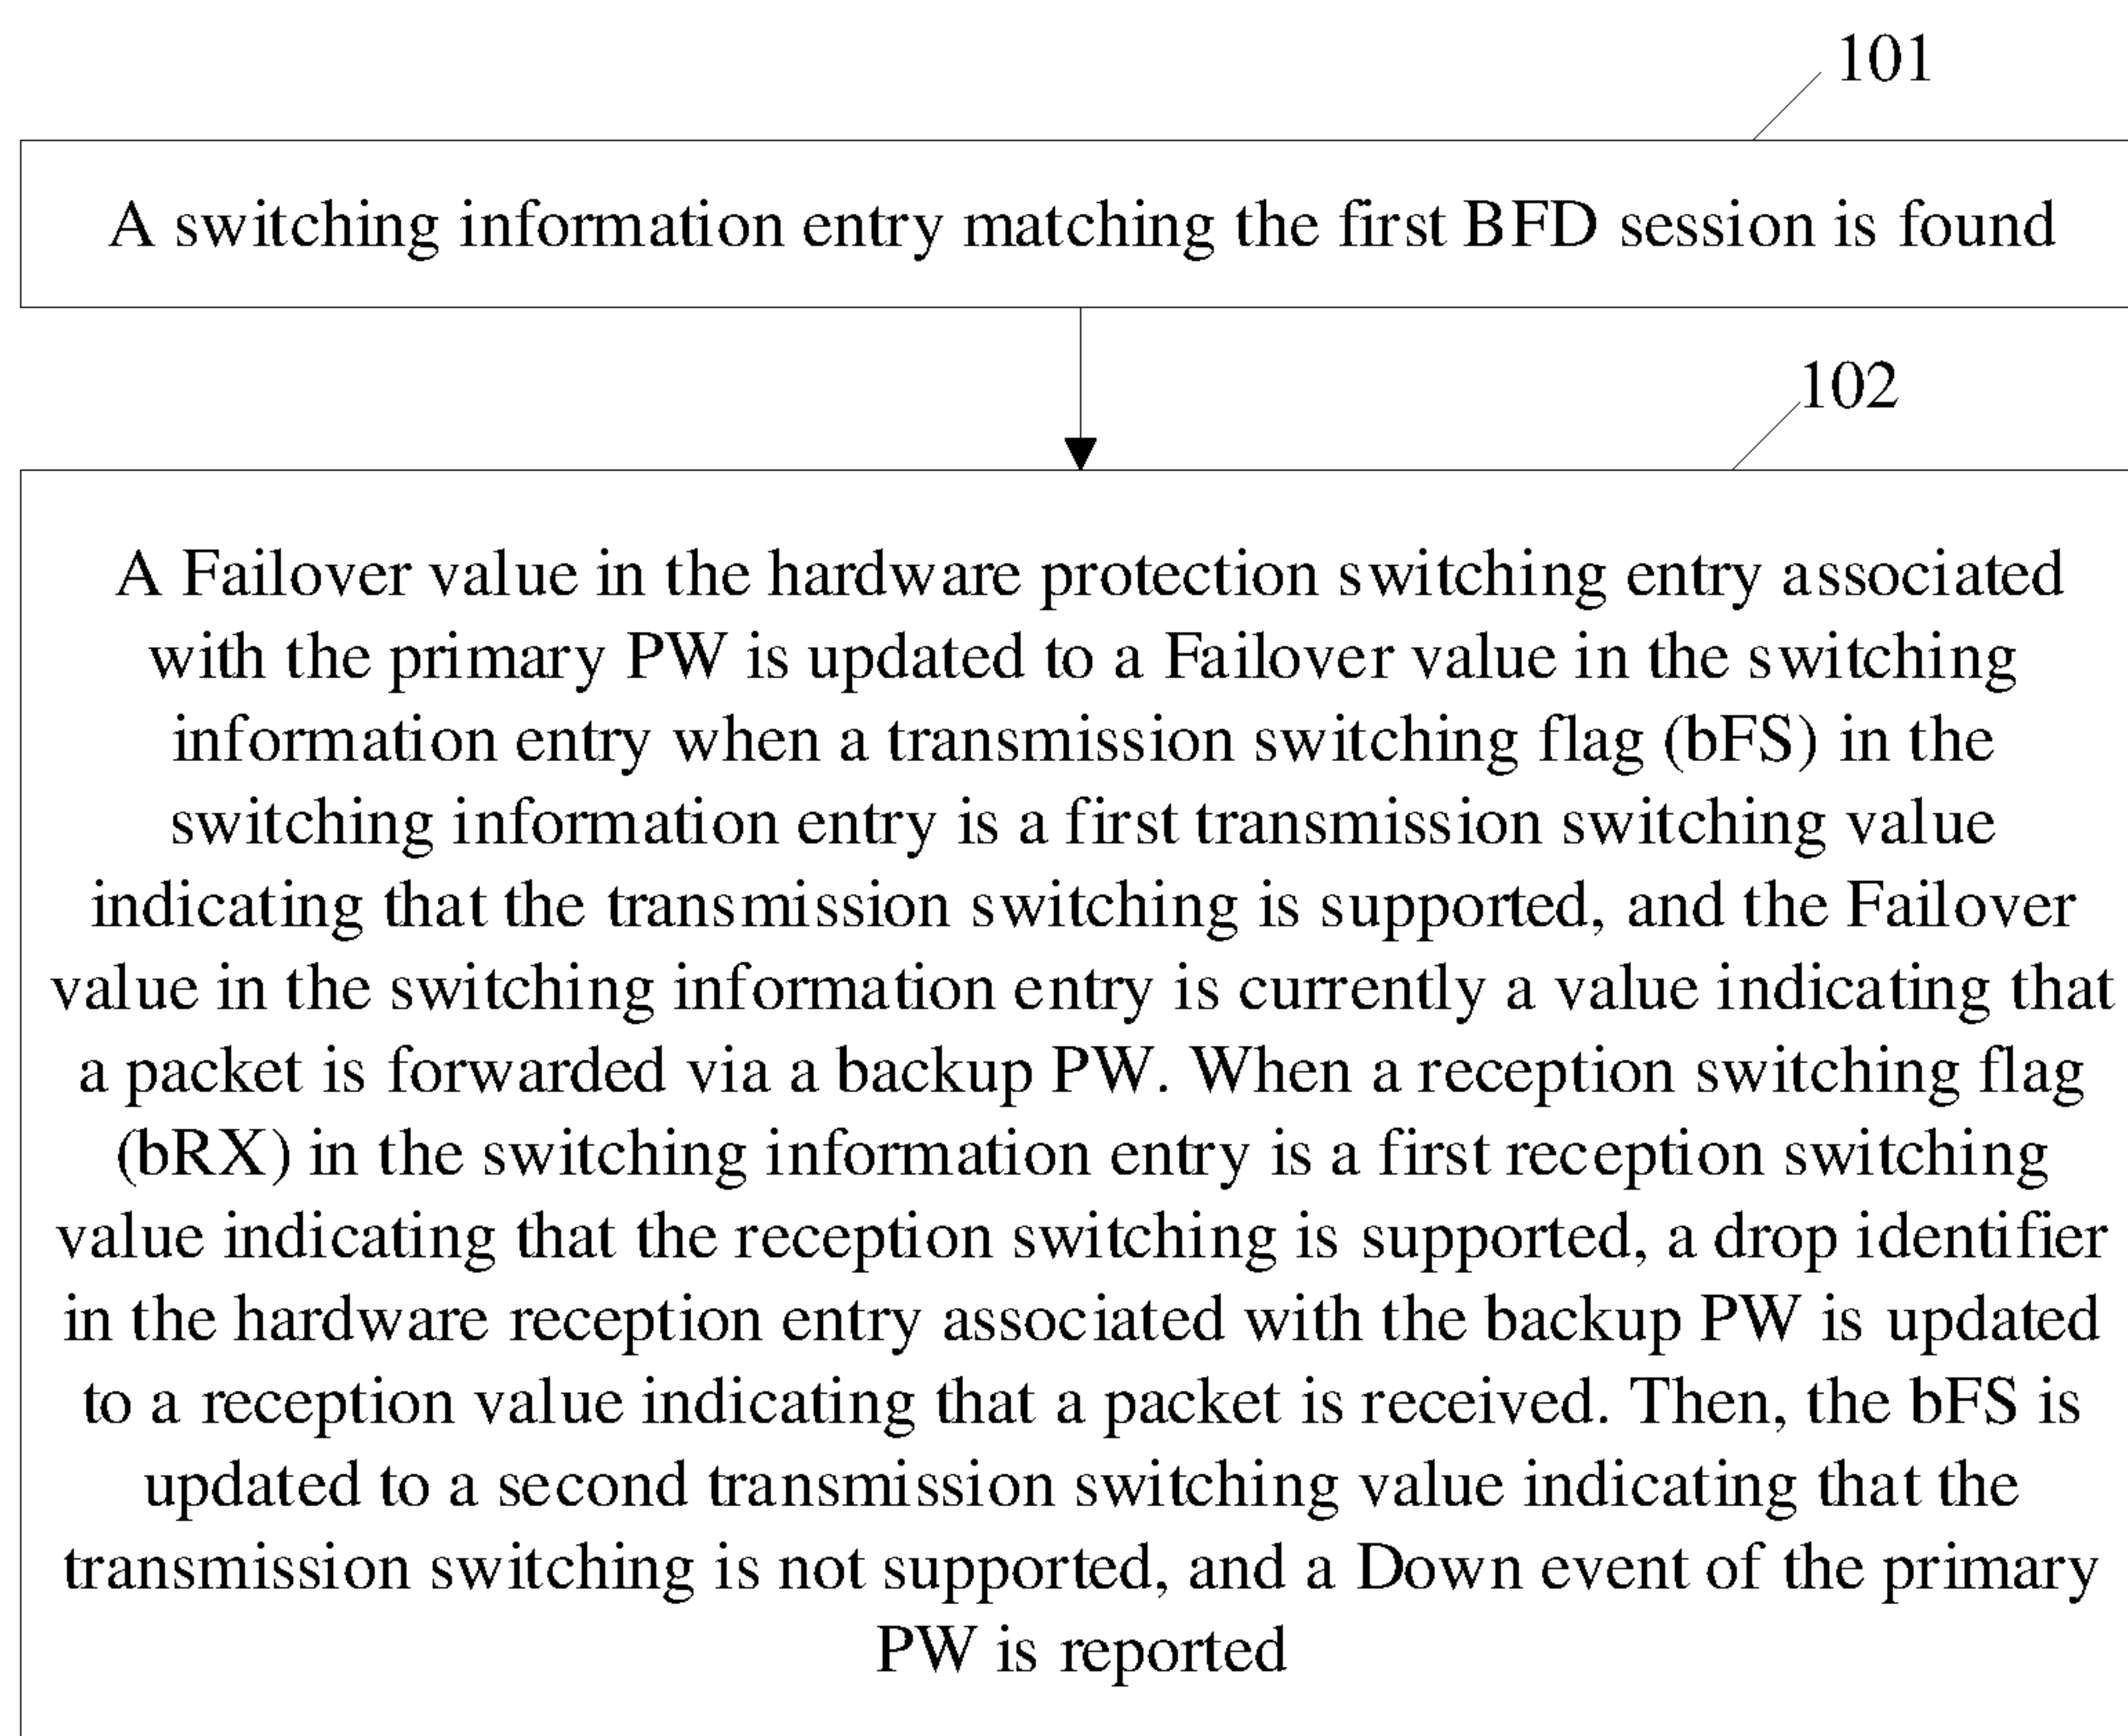 101
A switching information entry matching the first BFD session is found
102
A Failover value in the hardware protection switching entry associated
with the primary PW is updated to a Failover value in the switching
information entry when a transmission switching flag (bFS) in the
switching information entry is a first transmission switching value
indicating that the transmission switching is supported, and the Failover
value in the switching information entry is currently a value indicating that
a packet is forwarded via a backup PW. When a reception switching flag
(bRX) in the switching information entry is a first reception switching
value indicating that the reception switching is supported, a drop identifier
in the hardware reception entry associated with the backup PW is updated
to a reception value indicating that a packet is received. Then, the bFS is
updated to a second transmission switching value indicating that the
transmission switching is not supported, and a Down event of the primary
PW is reported